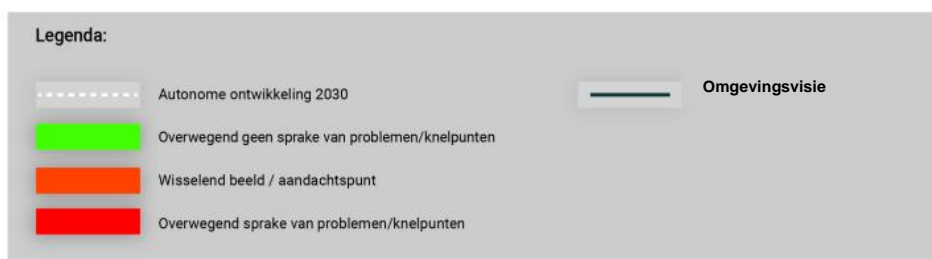 Legenda:
Autonome ontwikkeling 2030
Omgevingsvisie
Overwegend geen sprake van problemen/knelpunten
Wisselend beeld / aandachtspunt
Overwegend sprake van problemen/knelpunten